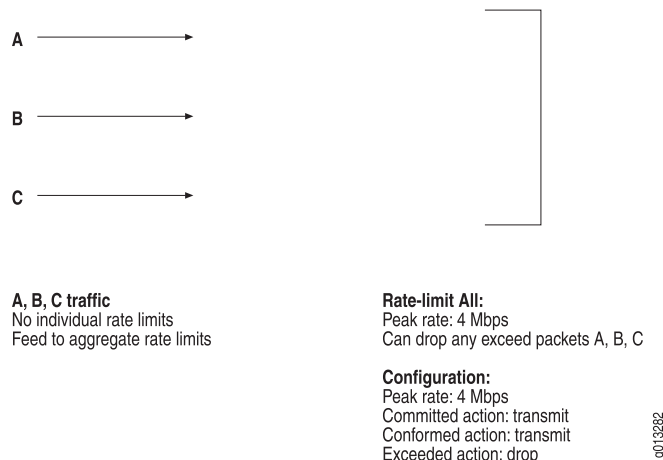 A
B
C
A, B, C traffic
No individual rate limits
Feed to aggregate rate limits
Rate-limit All:
Peak rate: 4 Mbps
Can drop any exceed packets A, B, C
Configuration:
Peak rate: 4 Mbps
Committed action: transmit
Conformed action: transmit
Exceeded action: drop
g013282